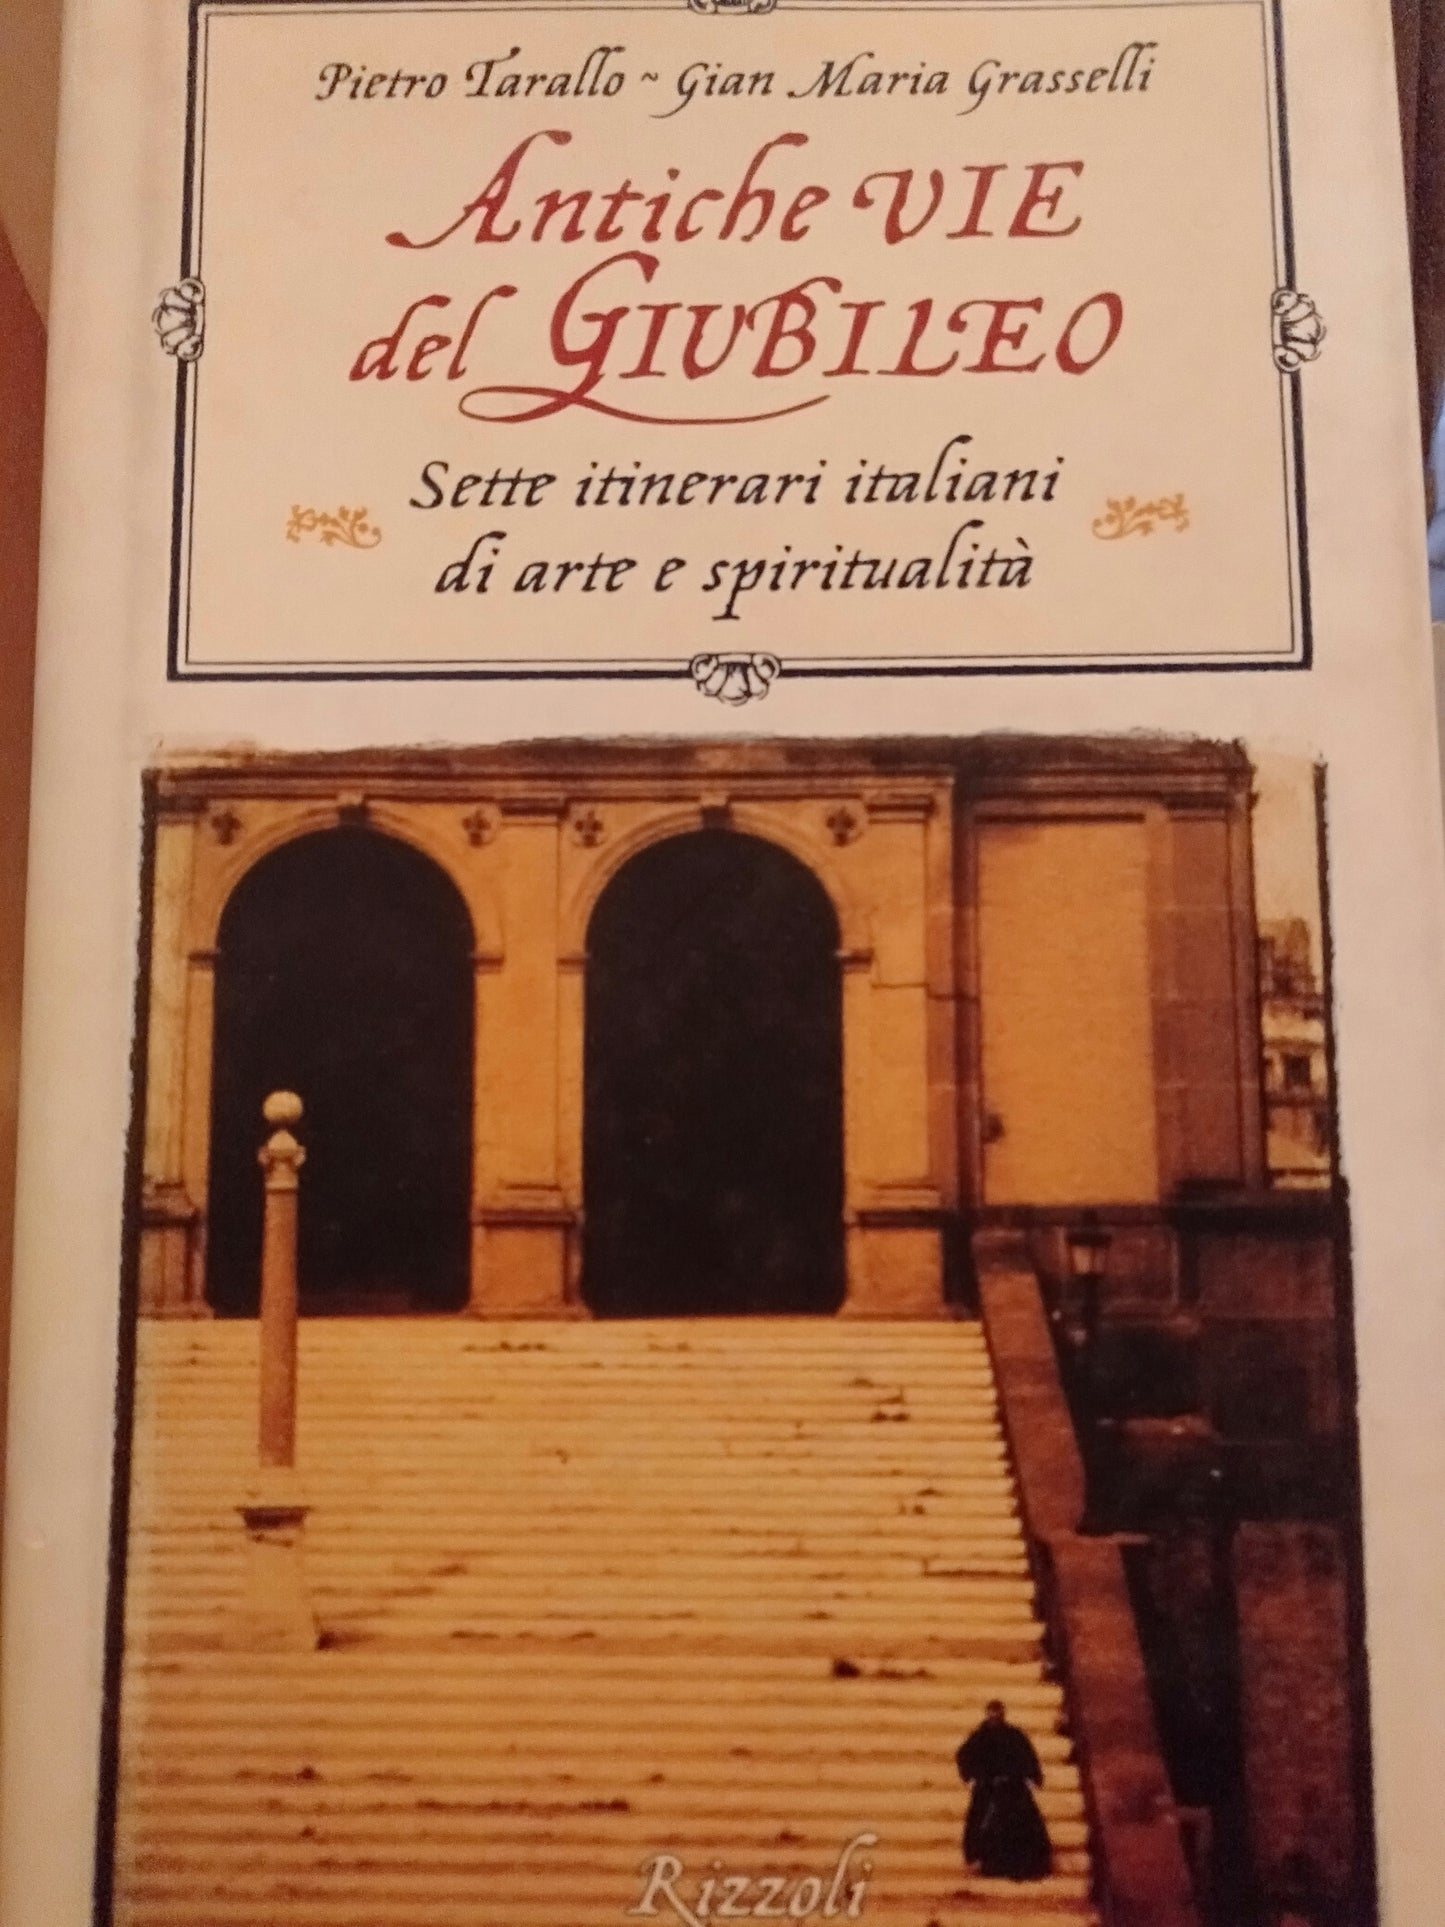 Pietro Tarallo ~ Gian Maria Grasselli
Antiche VIE
del GIUBILEO
Sette itinerari italiani
di arte e spiritualità
Rizzoli